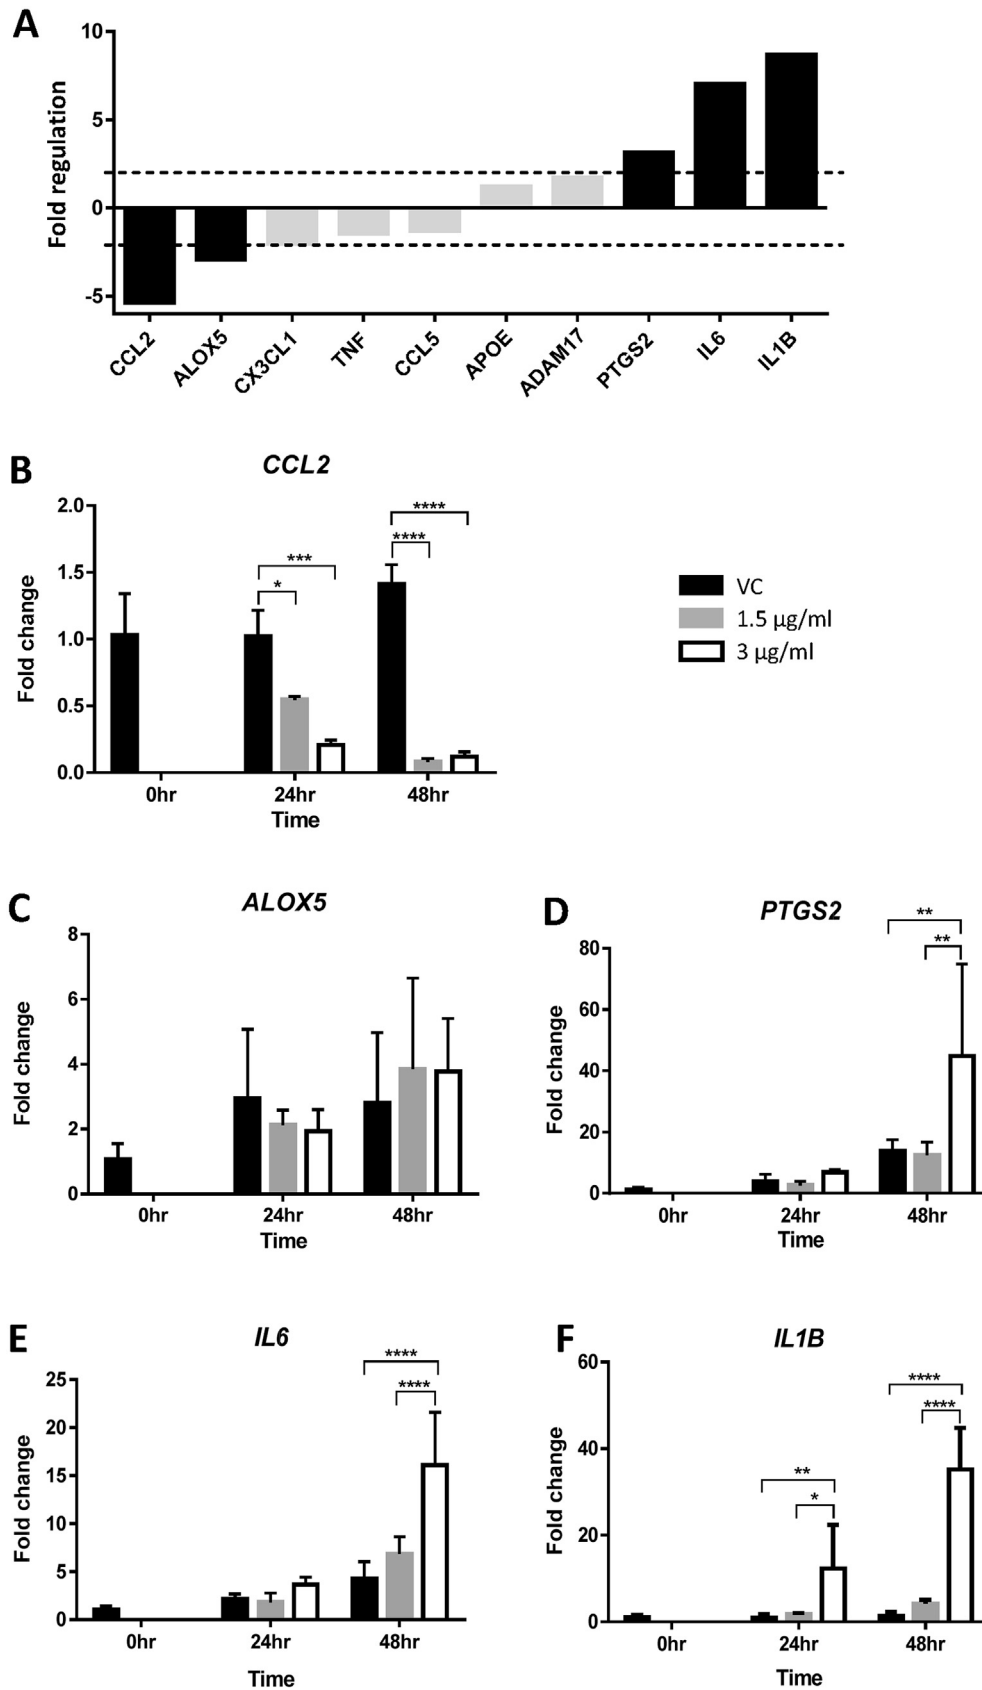 A
Fold regulation
10
5
0
-5
CCL2
ALOX5
CX3CL1
TNF
CCL5
APOE
ADAM17
PTGS2
IL6
IL1B
B
CCL2
Fold change
2.0
1.5
1.0
0.5
0.0
*
***
****
****
0hr 24hr 48hr
Time
VC
1.5 µg/ml
3 µg/ml
C
ALOX5
Fold change
8
6
4
2
0
0hr 24hr 48hr
Time
D
PTGS2
Fold change
80
60
40
20
0
**
**
0hr 24hr 48hr
Time
E
IL6
Fold change
25
20
15
10
5
0
****
****
0hr 24hr 48hr
Time
F
IL1B
Fold change
60
40
20
0
**
*
****
****
0hr 24hr 48hr
Time